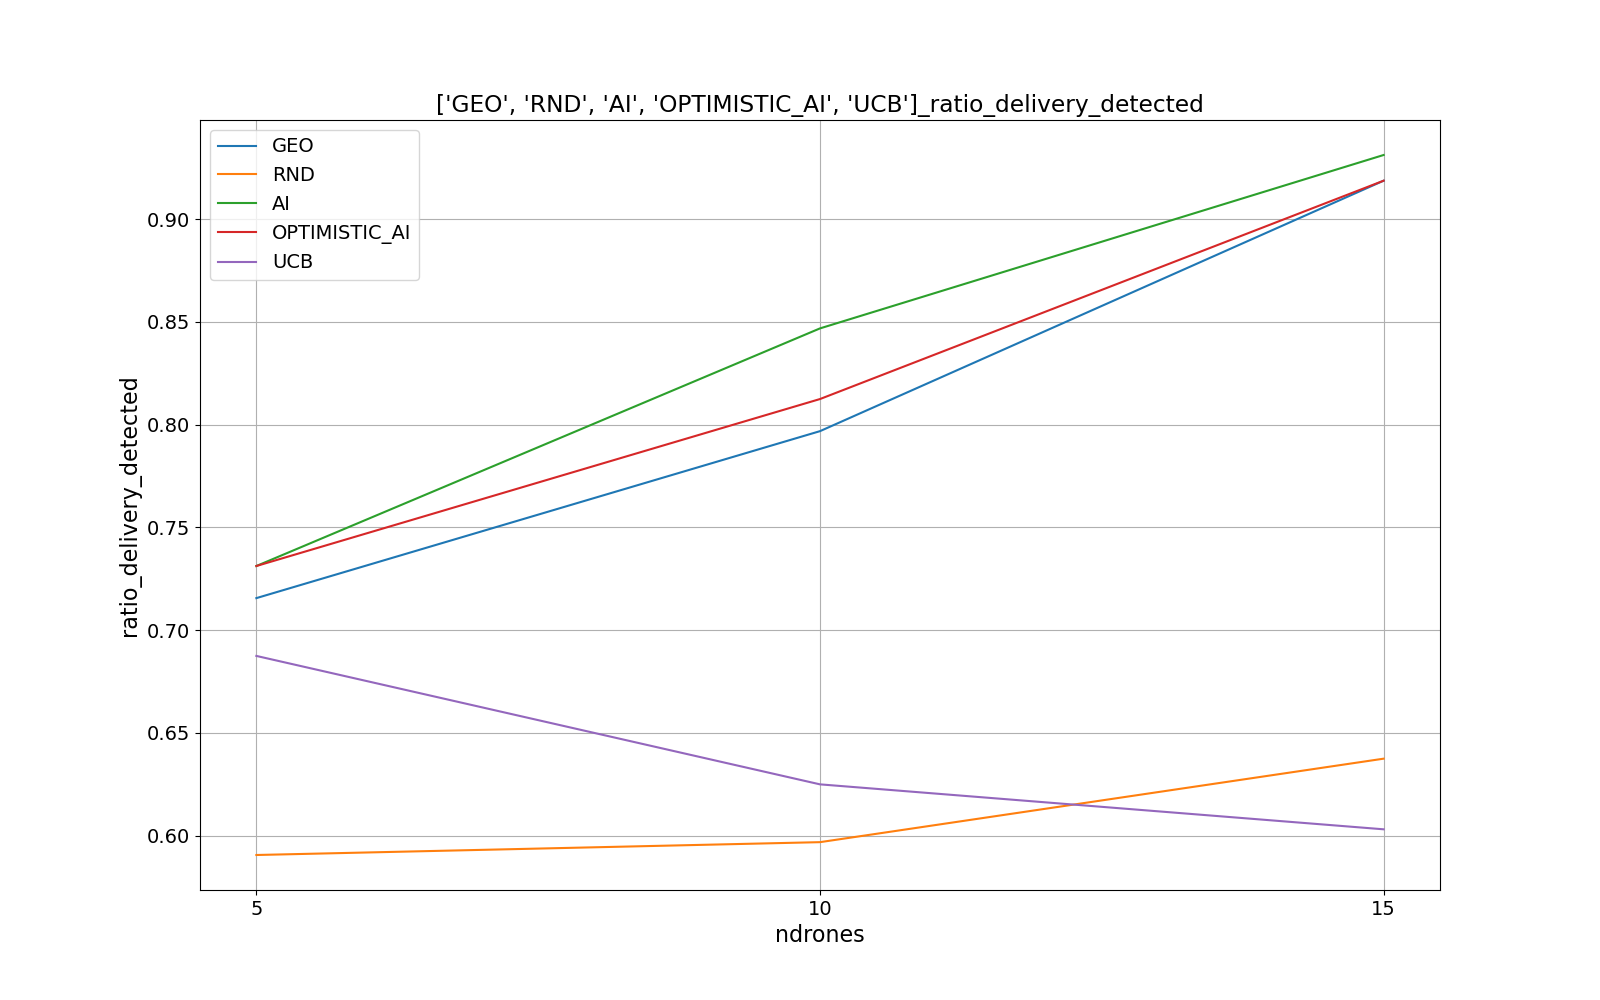 ['GEO', 'RND', 'AI', 'OPTIMISTIC_AI', 'UCB']_ratio_delivery_detected
GEO
RND
AI
OPTIMISTIC_AI
UCB
ratio_delivery_detected
0.90
0.85
0.80
0.75
0.70
0.65
0.60
5 10 15
ndrones